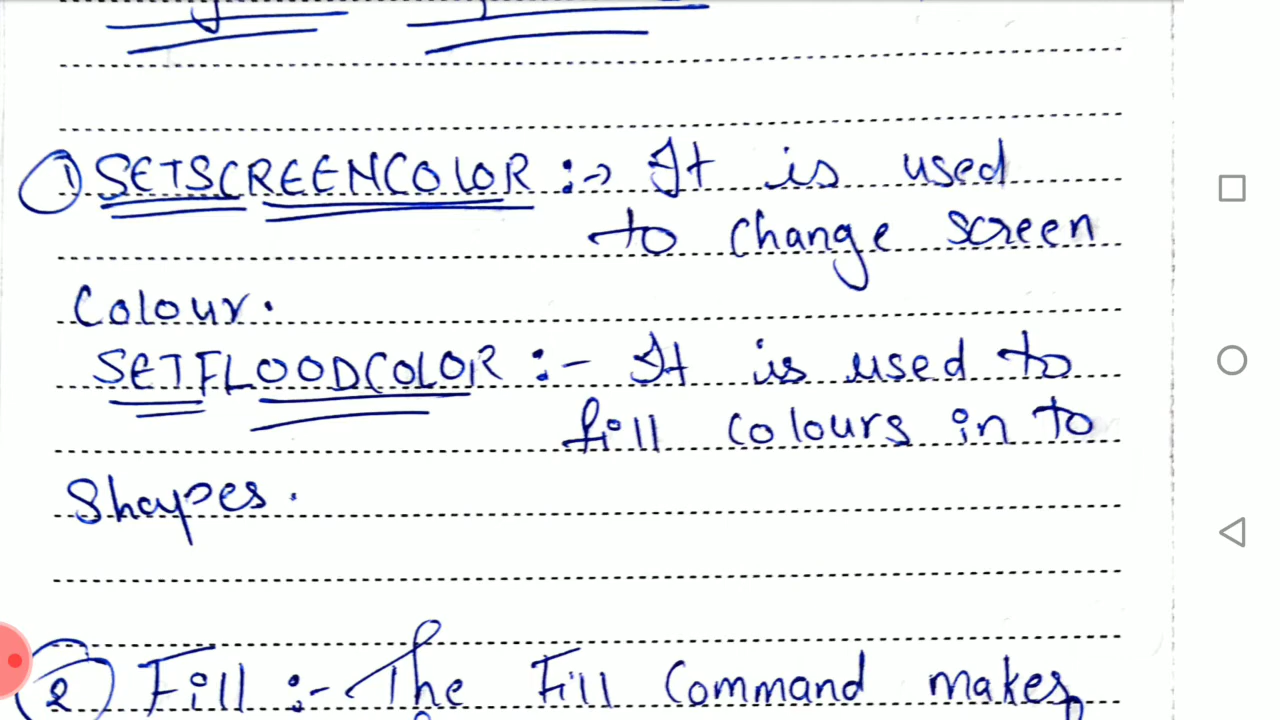 ① SETSCREENCOLOR :→ It is used
to change screen
Colour.
SETFLOODCOLOR :- It is used to
fill colours in to
Shapes.
② Fill :- The Fill Command makes